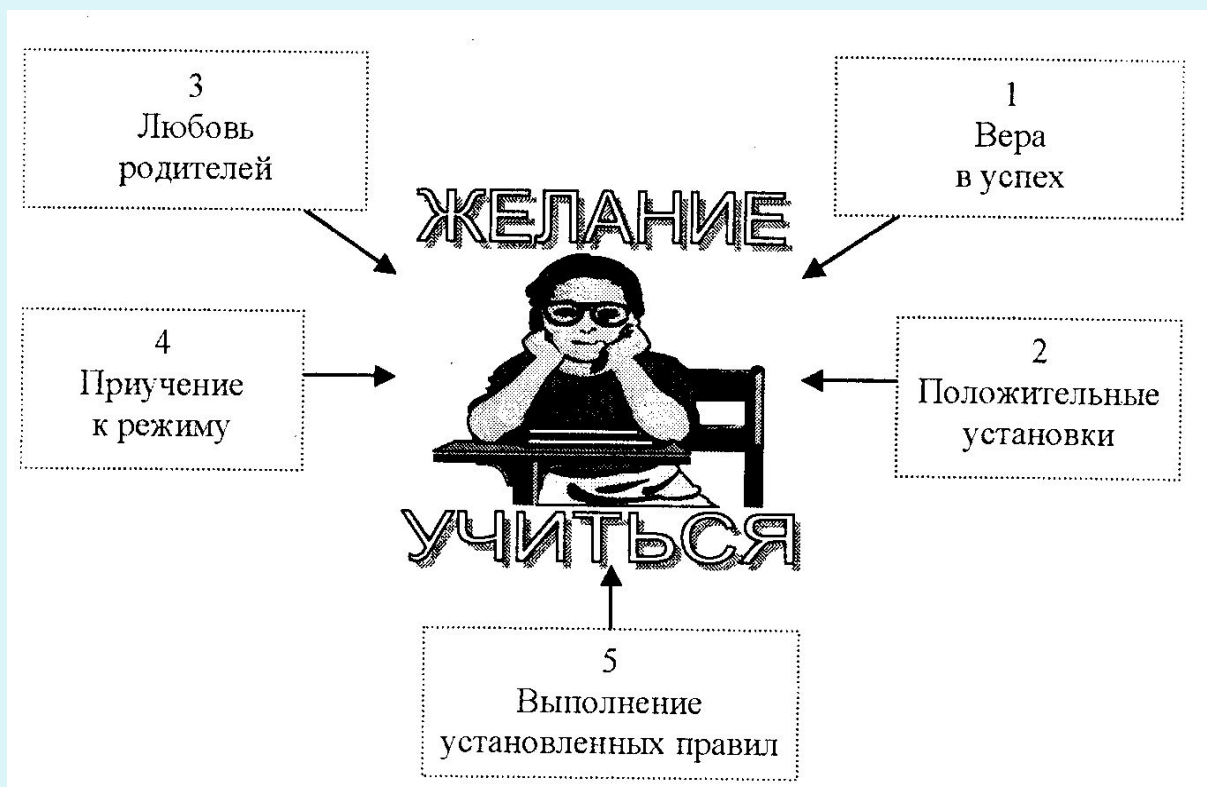 3
Любовь
родителей
1
Вера
в успех
ЖЕЛАНИЕ
4
Приучение
к режиму
2
Положительные
установки
УЧИТЬСЯ
5
Выполнение
установленных правил